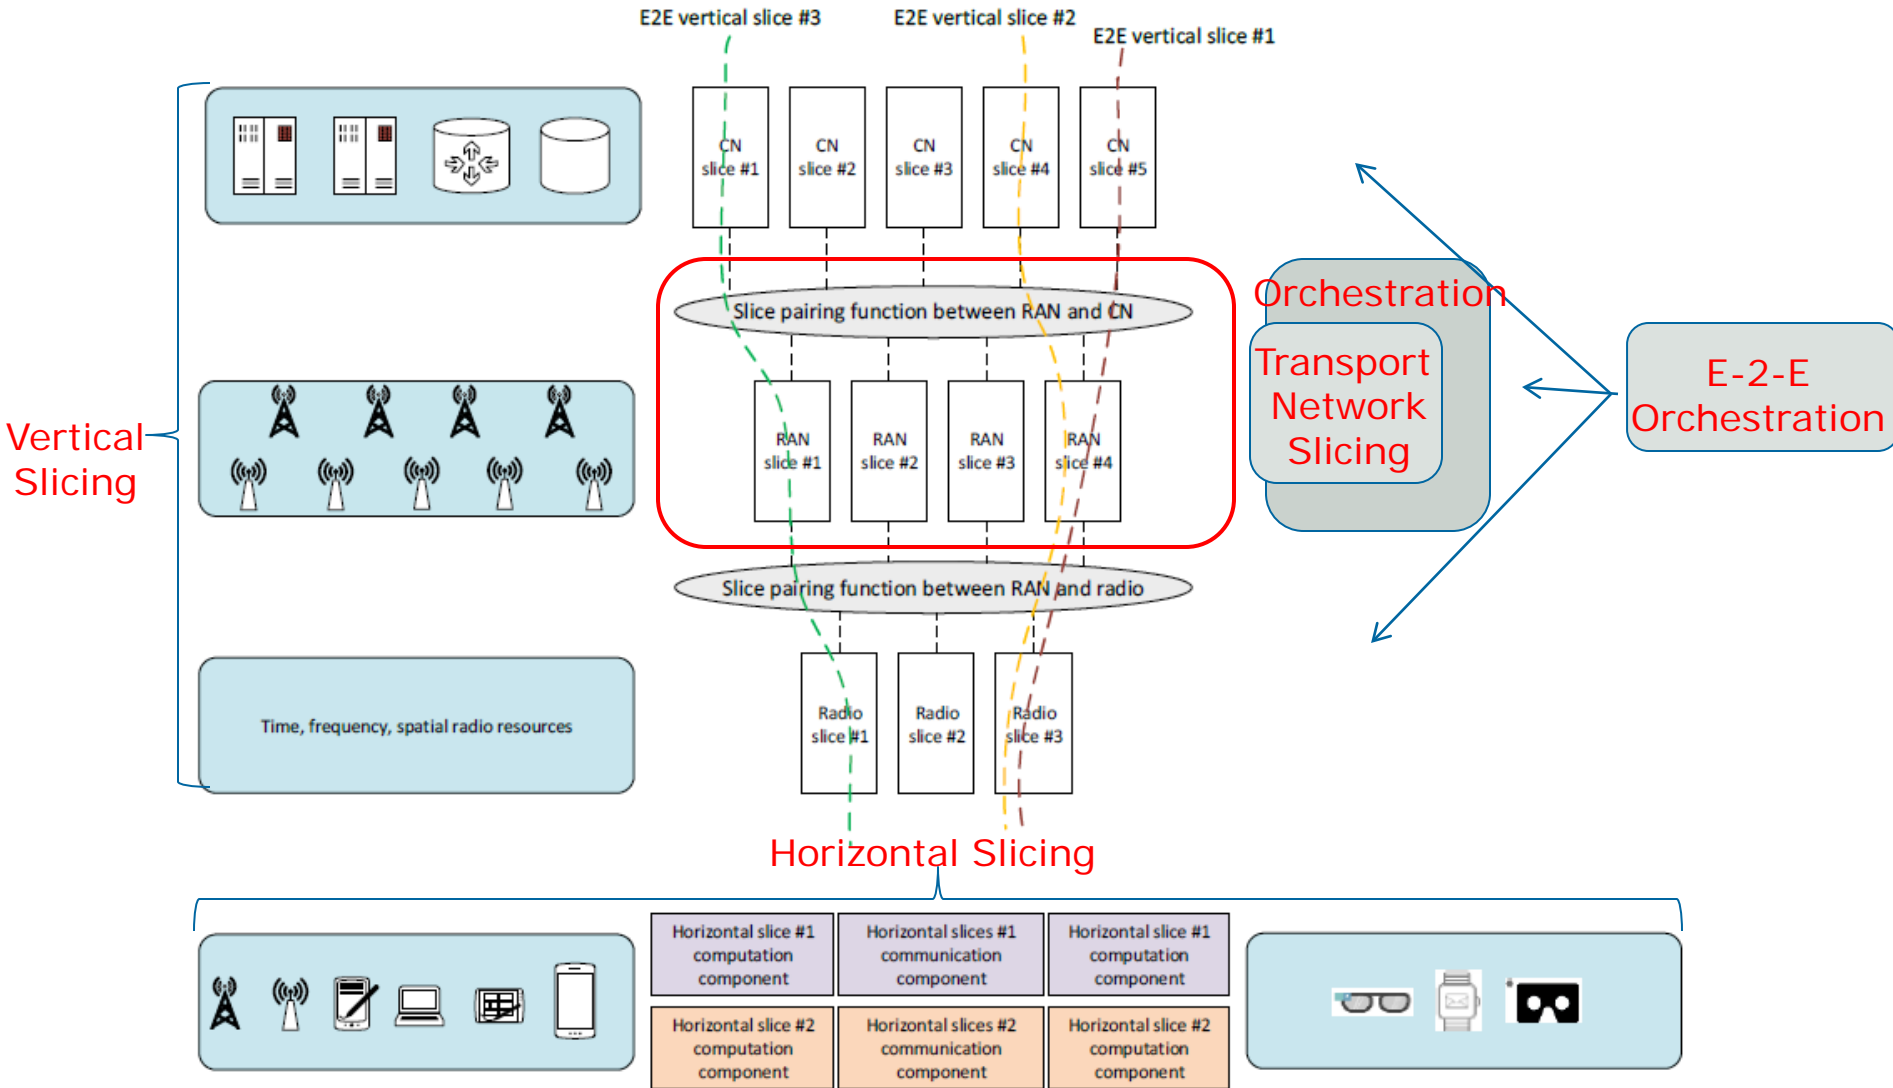 E2E vertical slice #3
E2E vertical slice #2
E2E vertical slice #1
CN
slice #1
CN
slice #2
CN
slice #3
CN
slice #4
CN
slice #5
Slice pairing function between RAN and CN
Orchestration
Transport
Network
Slicing
E-2-E
Orchestration
Vertical
Slicing
RAN
slice #1
RAN
slice #2
RAN
slice #3
RAN
slice #4
Slice pairing function between RAN and radio
Time, frequency, spatial radio resources
Radio
slice #1
Radio
slice #2
Radio
slice #3
Horizontal Slicing
Horizontal slice #1
computation
component
Horizontal slices #1
communication
component
Horizontal slice #1
computation
component
Horizontal slice #2
computation
component
Horizontal slices #2
communication
component
Horizontal slice #2
computation
component